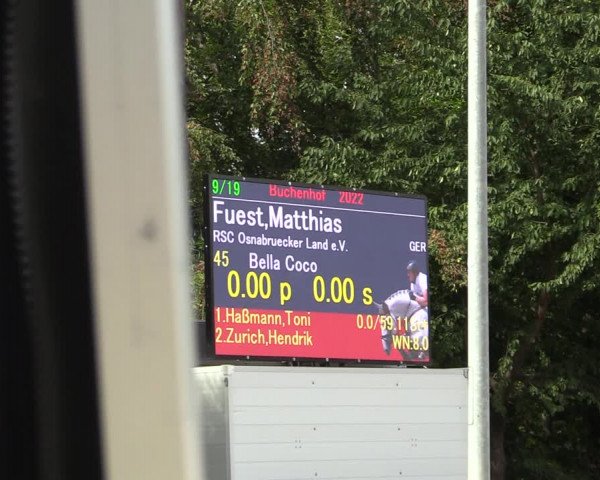 9/19 Buchenhof 2022
Fuest,Matthias
RSC Osnabruecker Land e.V. GER
45 Bella Coco
0.00 p 0.00 s
1.Haßmann,Toni
2.Zurich,Hendrik WN:8.0